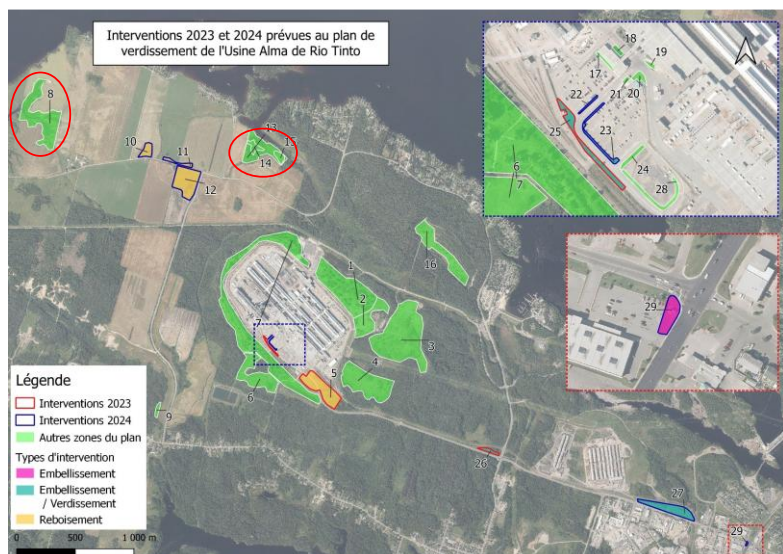 Interventions 2023 et 2024 prévues au plan de
verdissement de l'Usine Alma de Rio Tinto
8
10
11
12
13
14
15
16
1
2
3
4
5
6
7
9
26
27
29
17
18
19
20
21
22
23
24
25
28
6
7
29
Légende
Interventions 2023
Interventions 2024
Autres zones du plan
Types d'intervention
Embellissement
Embellissement
/ Verdissement
Reboisement
0 500 1 000 m